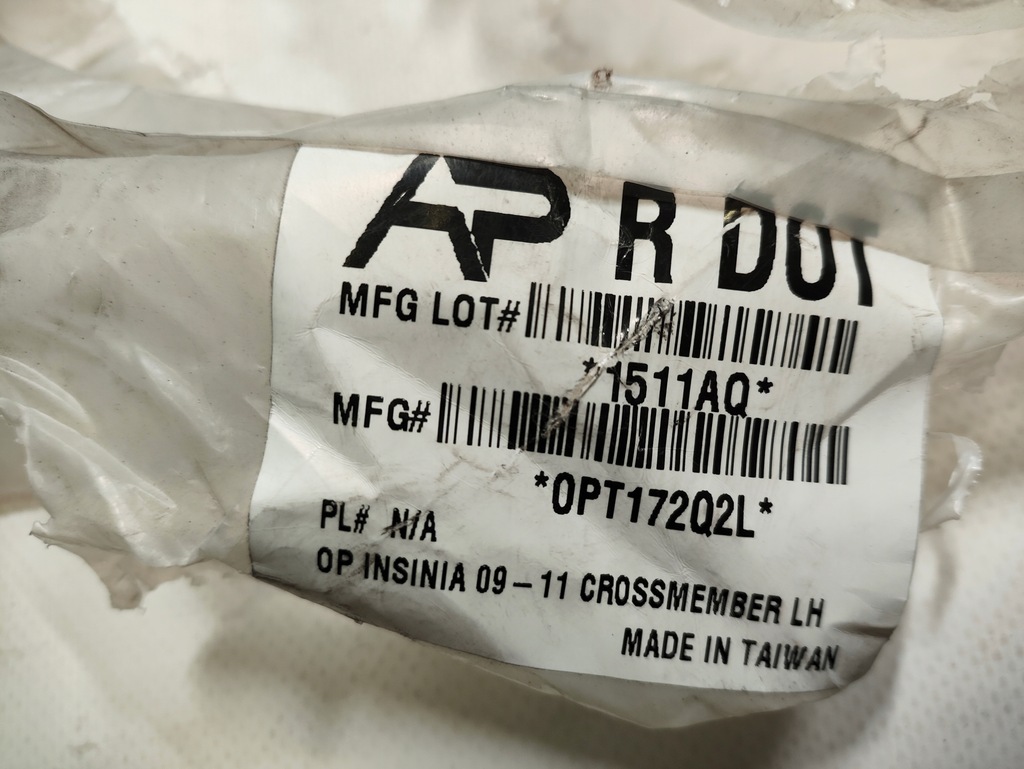 AP R DOT
MFG LOT#
*1511AQ*
MFG#
*OPT172Q2L*
PL# N/A
OP INSINIA 09 – 11 CROSSMEMBER LH
MADE IN TAIWAN